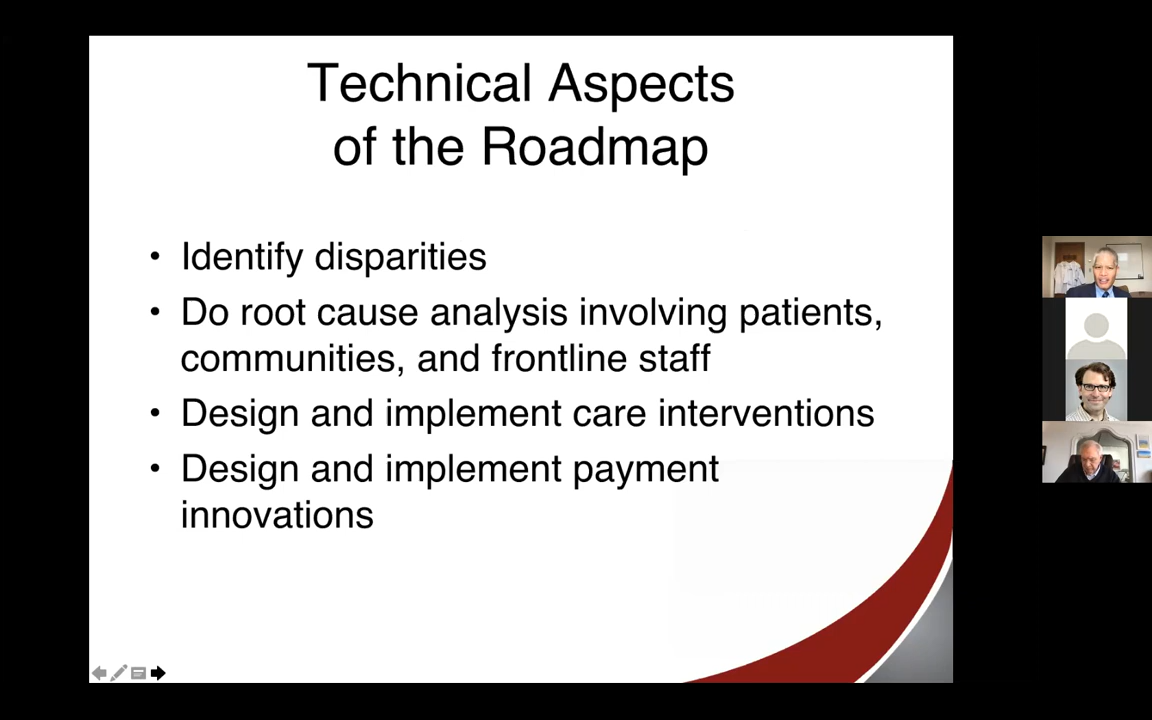 Technical Aspects
of the Roadmap
• Identify disparities
• Do root cause analysis involving patients,
communities, and frontline staff
• Design and implement care interventions
• Design and implement payment
innovations